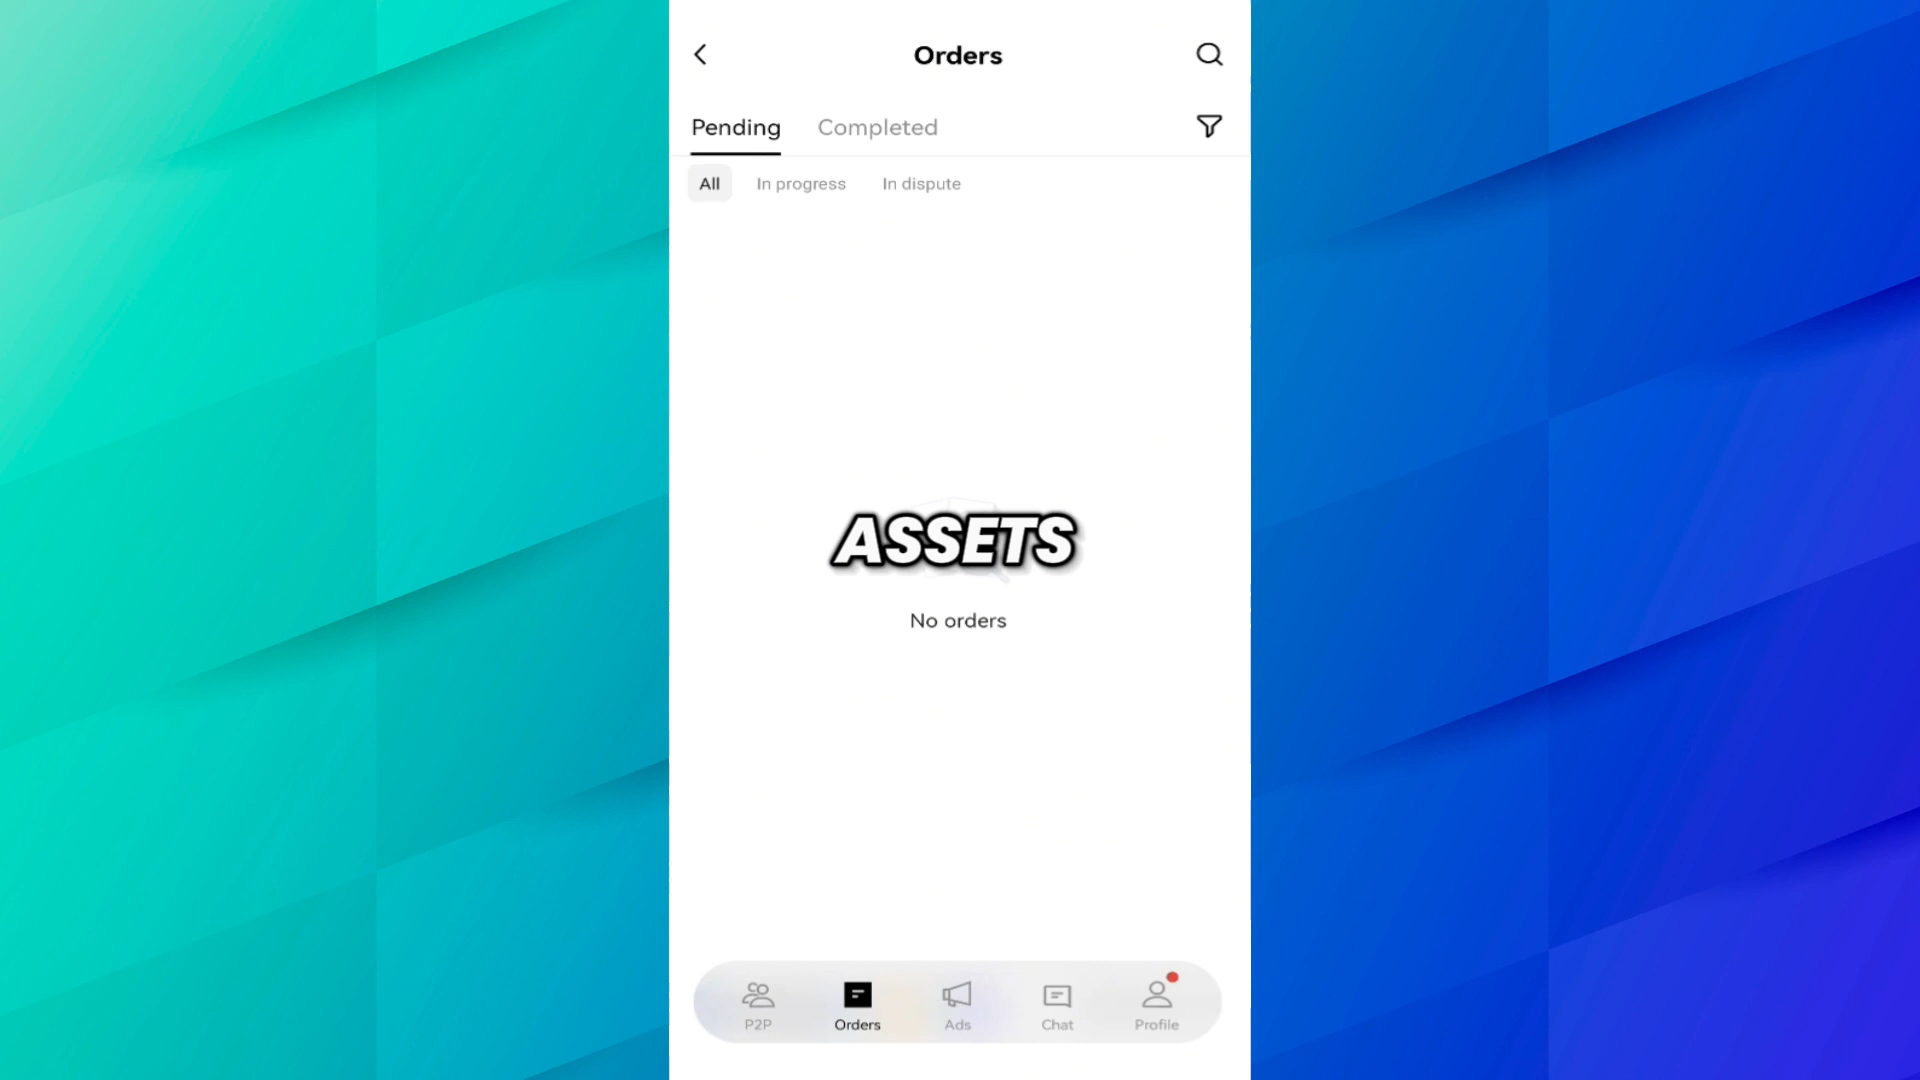 Orders
Pending Completed
All In progress In dispute
ASSETS
No orders
P2P Orders Ads Chat Profile